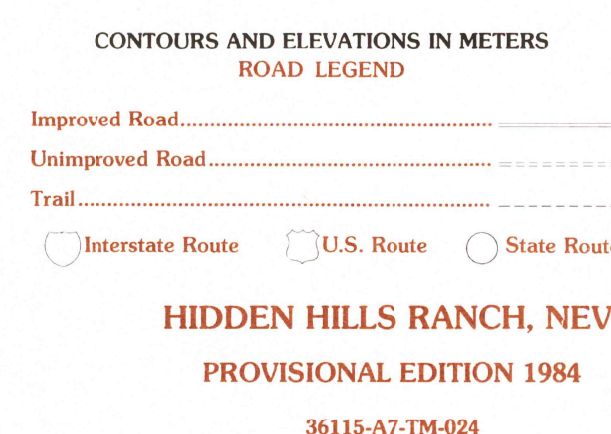 CONTOURS AND ELEVATIONS IN METERS
ROAD LEGEND
Improved Road
Unimproved Road
Trail
Interstate Route U.S. Route State Route
HIDDEN HILLS RANCH, NEV
PROVISIONAL EDITION 1984
36115-A7-TM-024